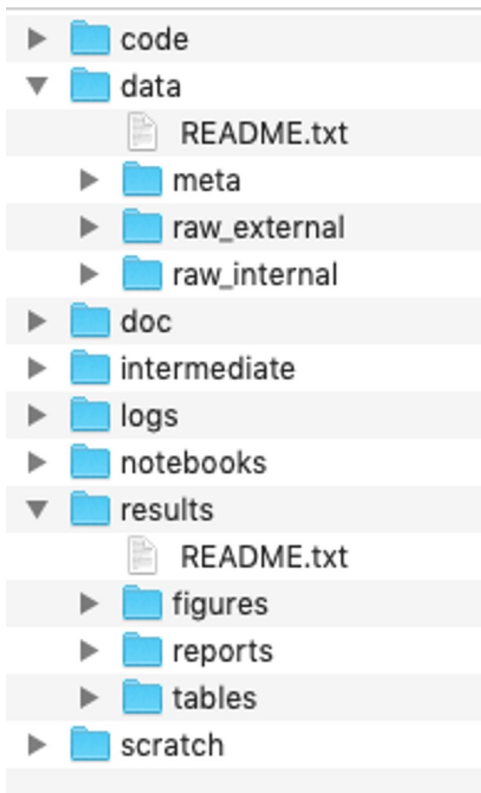 code
data
README.txt
meta
raw_external
raw_internal
doc
intermediate
logs
notebooks
results
README.txt
figures
reports
tables
scratch